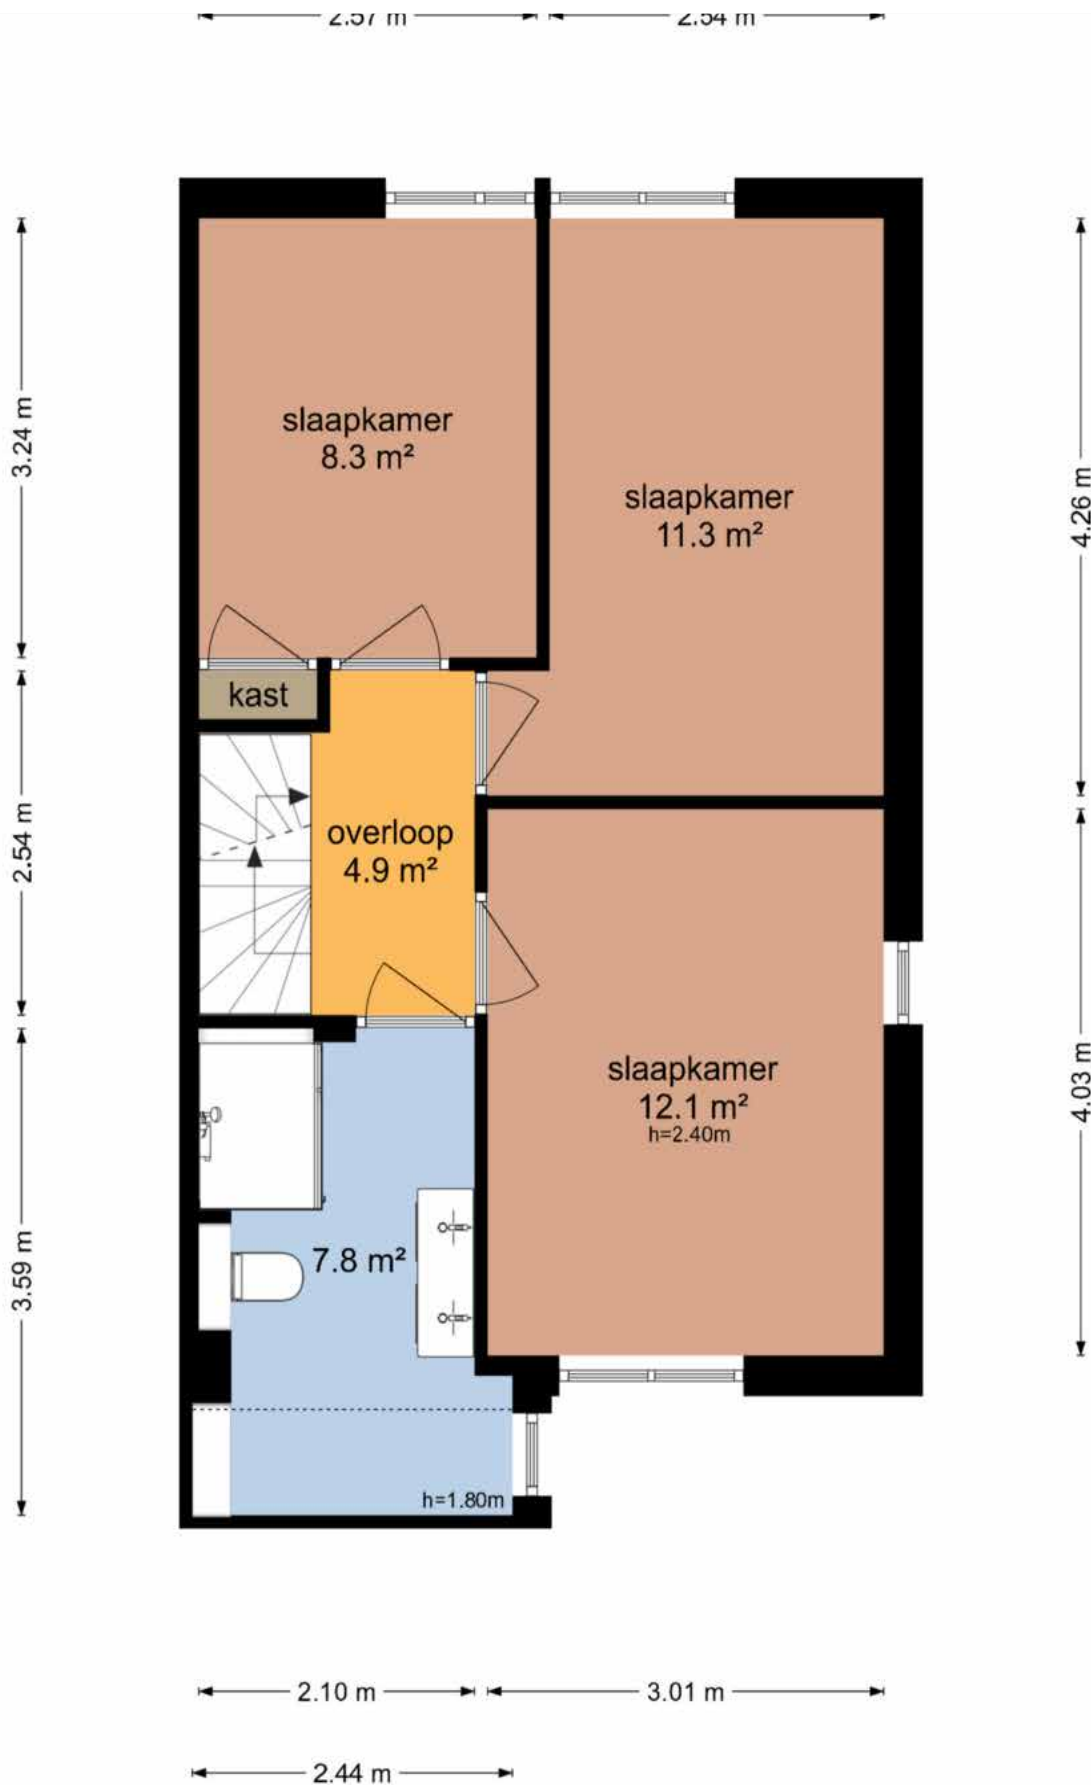 2.57 m
2.54 m
3.24 m
slaapkamer
8.3 m²
slaapkamer
11.3 m²
4.26 m
kast
2.54 m
overloop
4.9 m²
slaapkamer
12.1 m²
h=2.40m
4.03 m
3.59 m
7.8 m²
h=1.80m
2.10 m
3.01 m
2.44 m